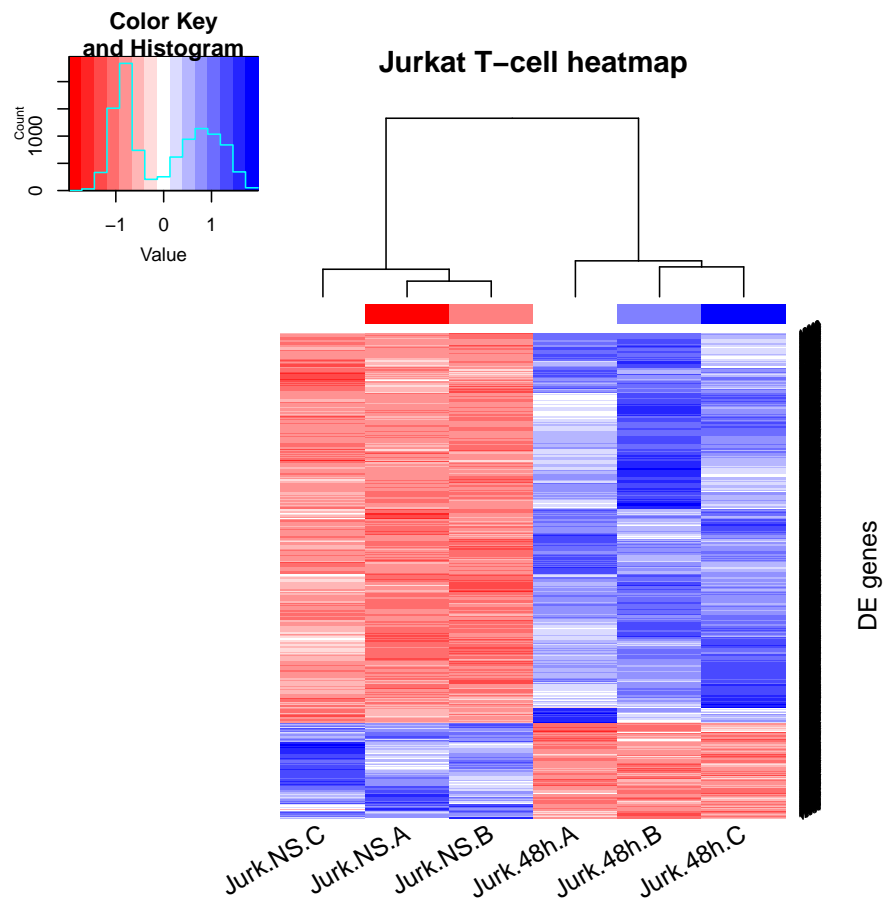 Color Key
and Histogram
Count
0
1000
−1
0
1
Value
Jurkat T−cell heatmap
DE genes
Jurk.NS.C
Jurk.NS.A
Jurk.NS.B
Jurk.48h.A
Jurk.48h.B
Jurk.48h.C